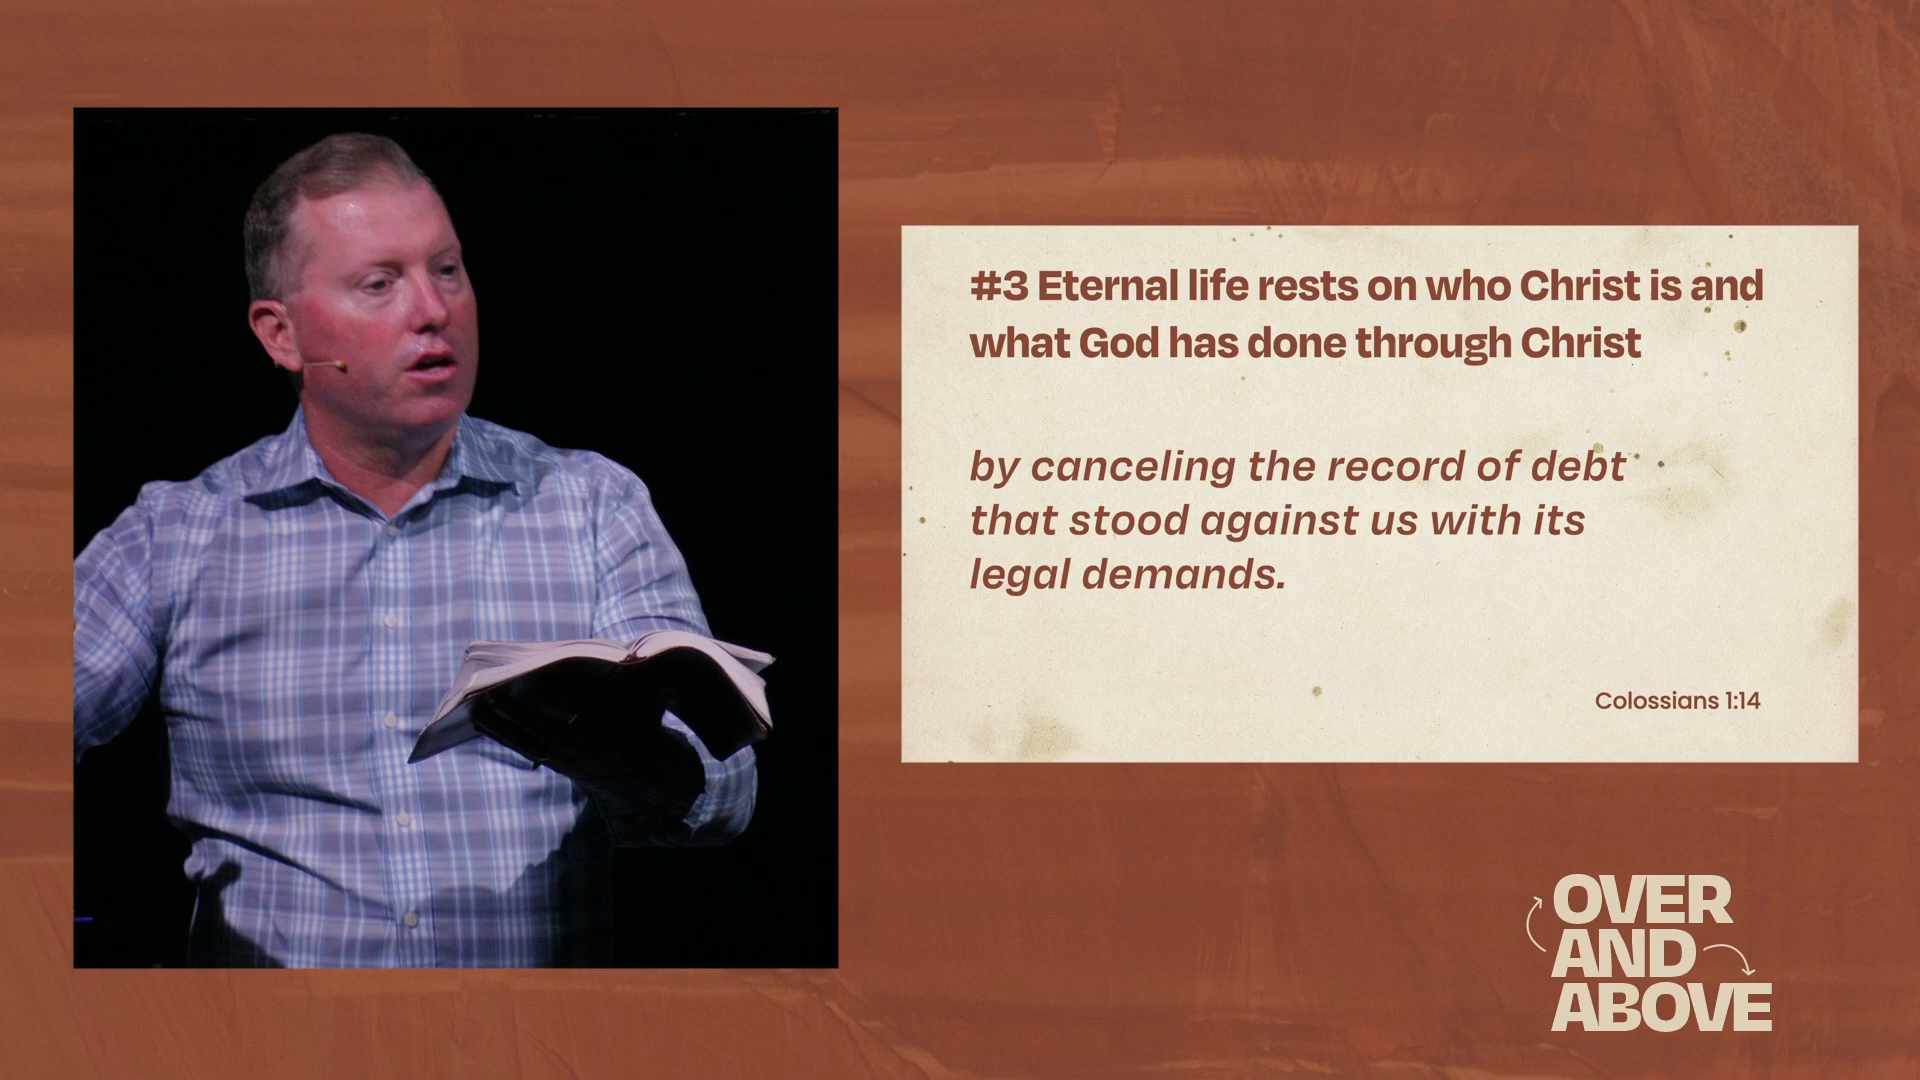 #3 Eternal life rests on who Christ is and
what God has done through Christ
by canceling the record of debt
that stood against us with its
legal demands.
Colossians 1:14
OVER
AND
ABOVE